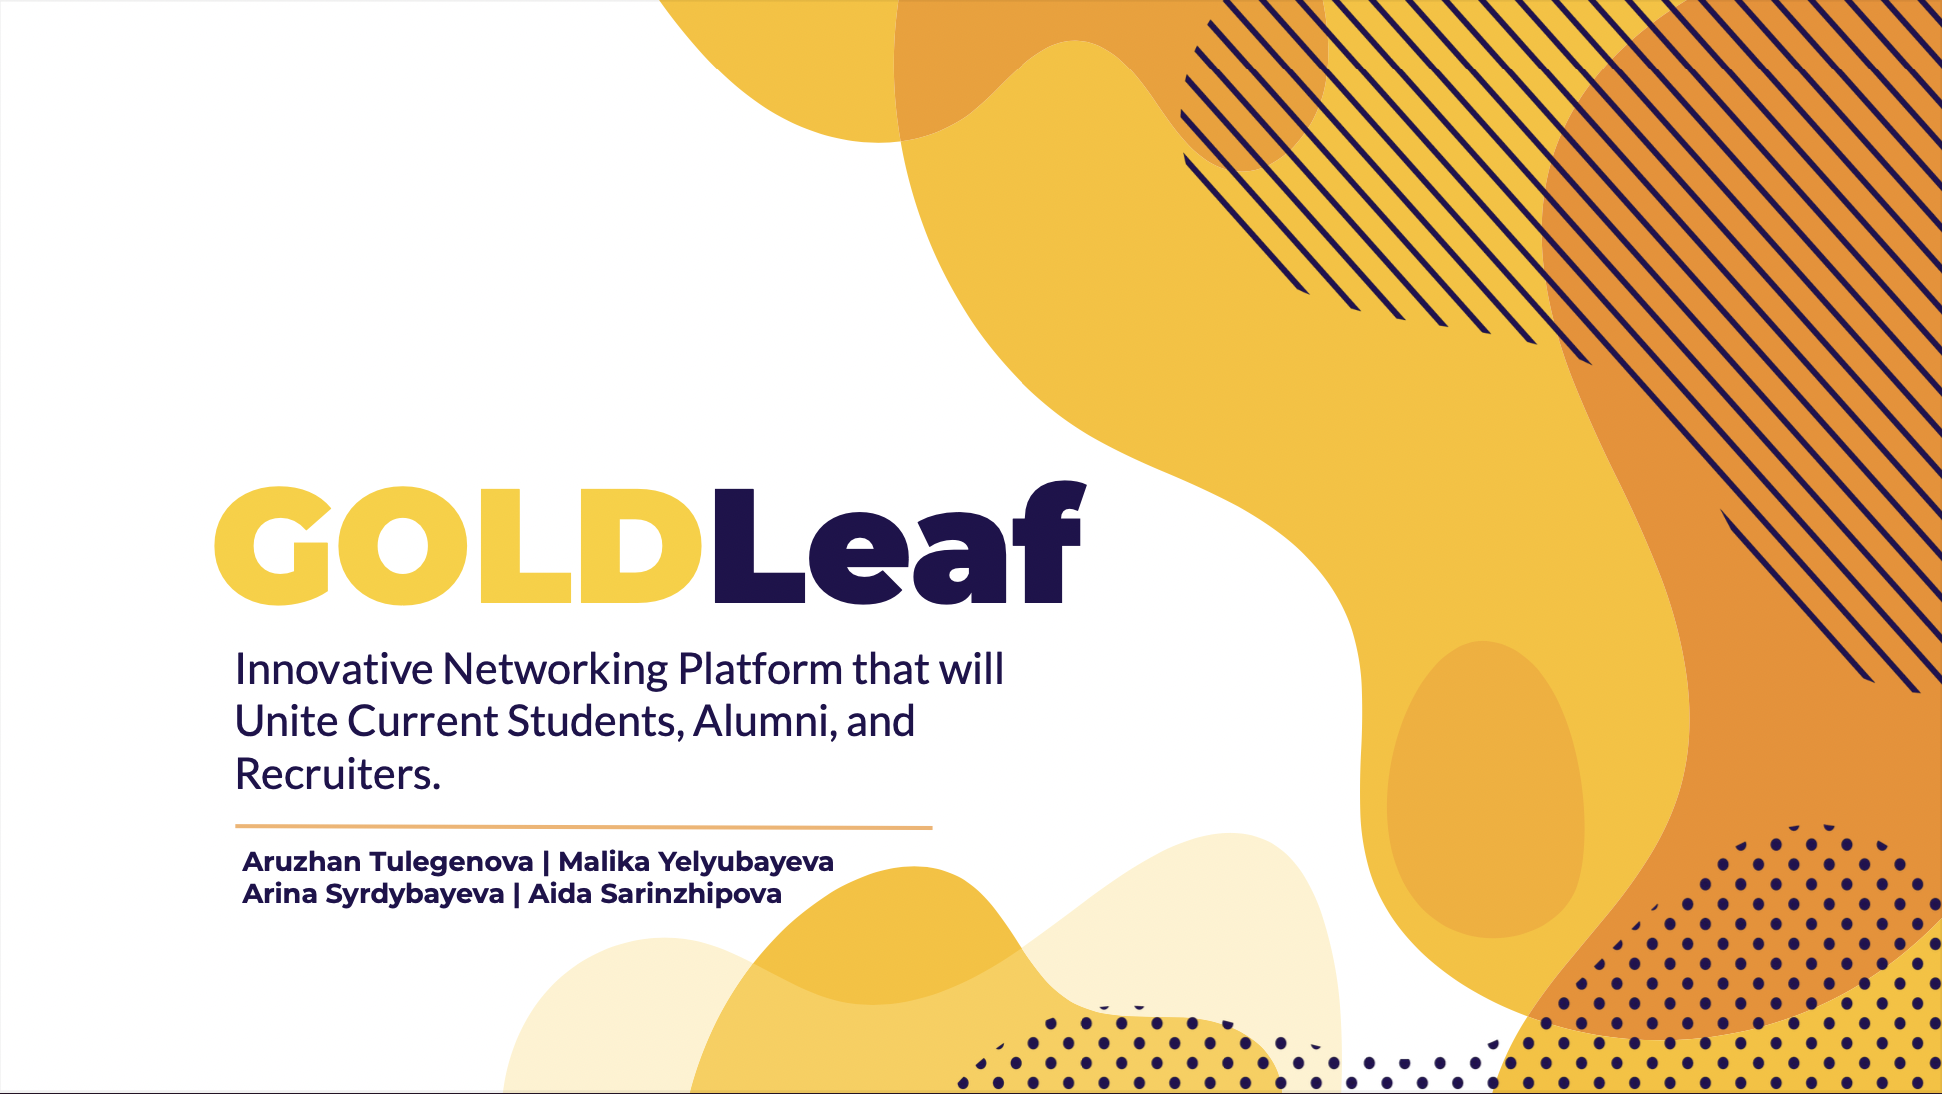 GOLDLeaf
Innovative Networking Platform that will
Unite Current Students, Alumni, and
Recruiters.
Aruzhan Tulegenova | Malika Yelyubayeva
Arina Syrdybayeva | Aida Sarinzhipova